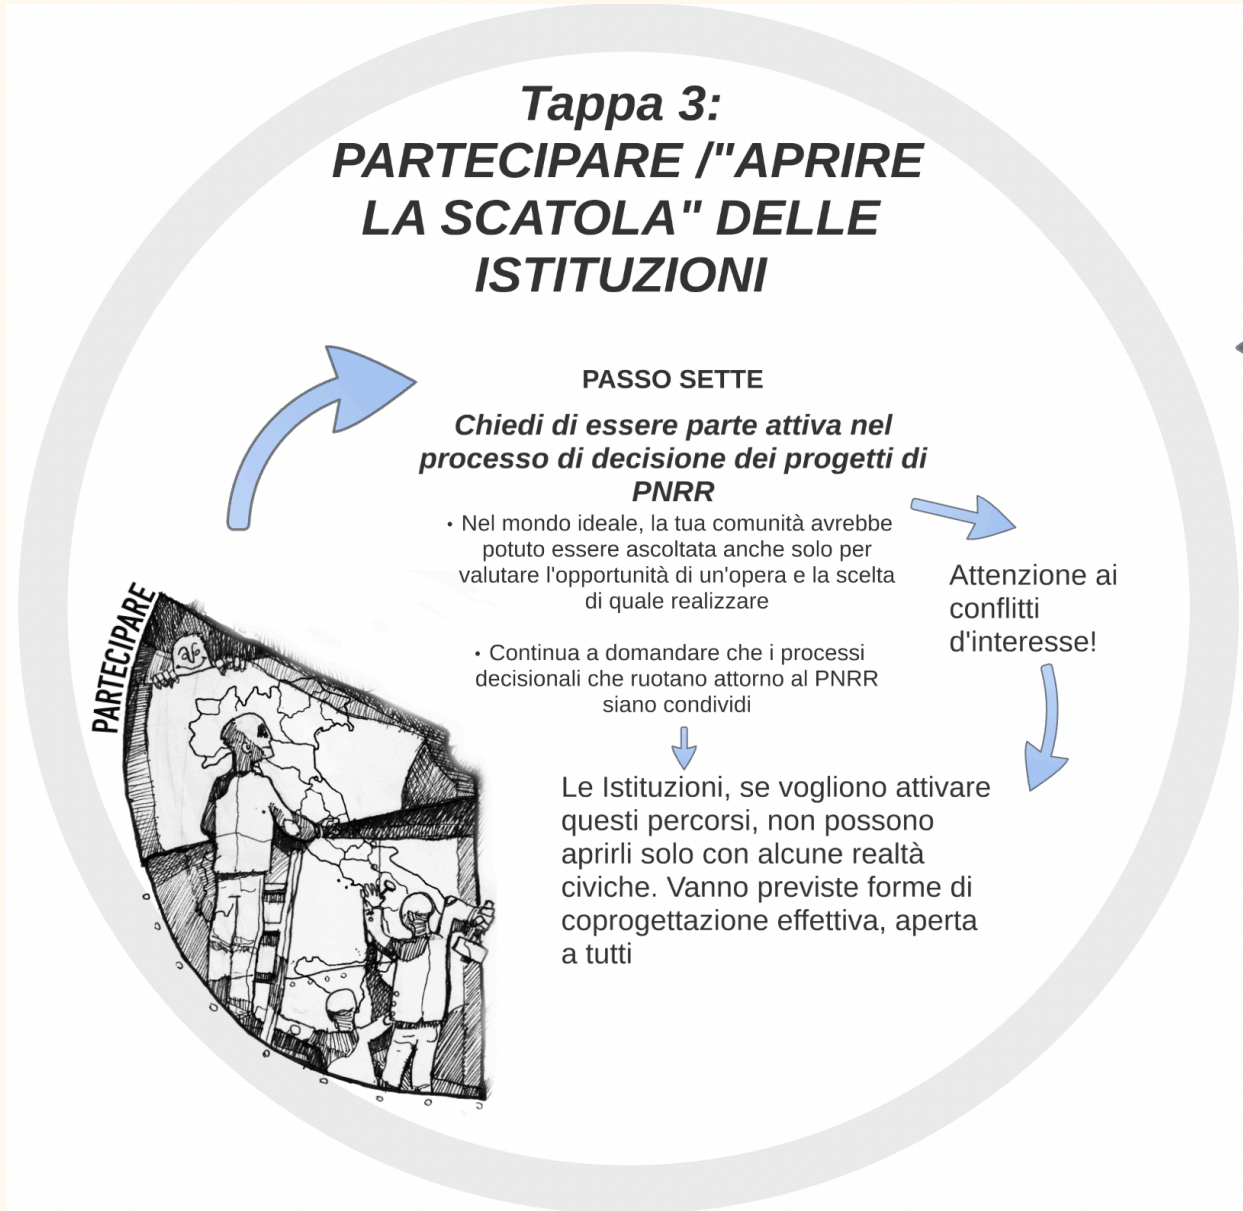 Tappa 3:
PARTECIPARE /"APRIRE
LA SCATOLA" DELLE
ISTITUZIONI
PASSO SETTE
Chiedi di essere parte attiva nel
processo di decisione dei progetti di
PNRR
• Nel mondo ideale, la tua comunità avrebbe
potuto essere ascoltata anche solo per
valutare l'opportunità di un'opera e la scelta
di quale realizzare
• Continua a domandare che i processi
decisionali che ruotano attorno al PNRR
siano condividi
Attenzione ai
conflitti
d'interesse!
Le Istituzioni, se vogliono attivare
questi percorsi, non possono
aprirli solo con alcune realtà
civiche. Vanno previste forme di
coprogettazione effettiva, aperta
a tutti
PARTECIPARE